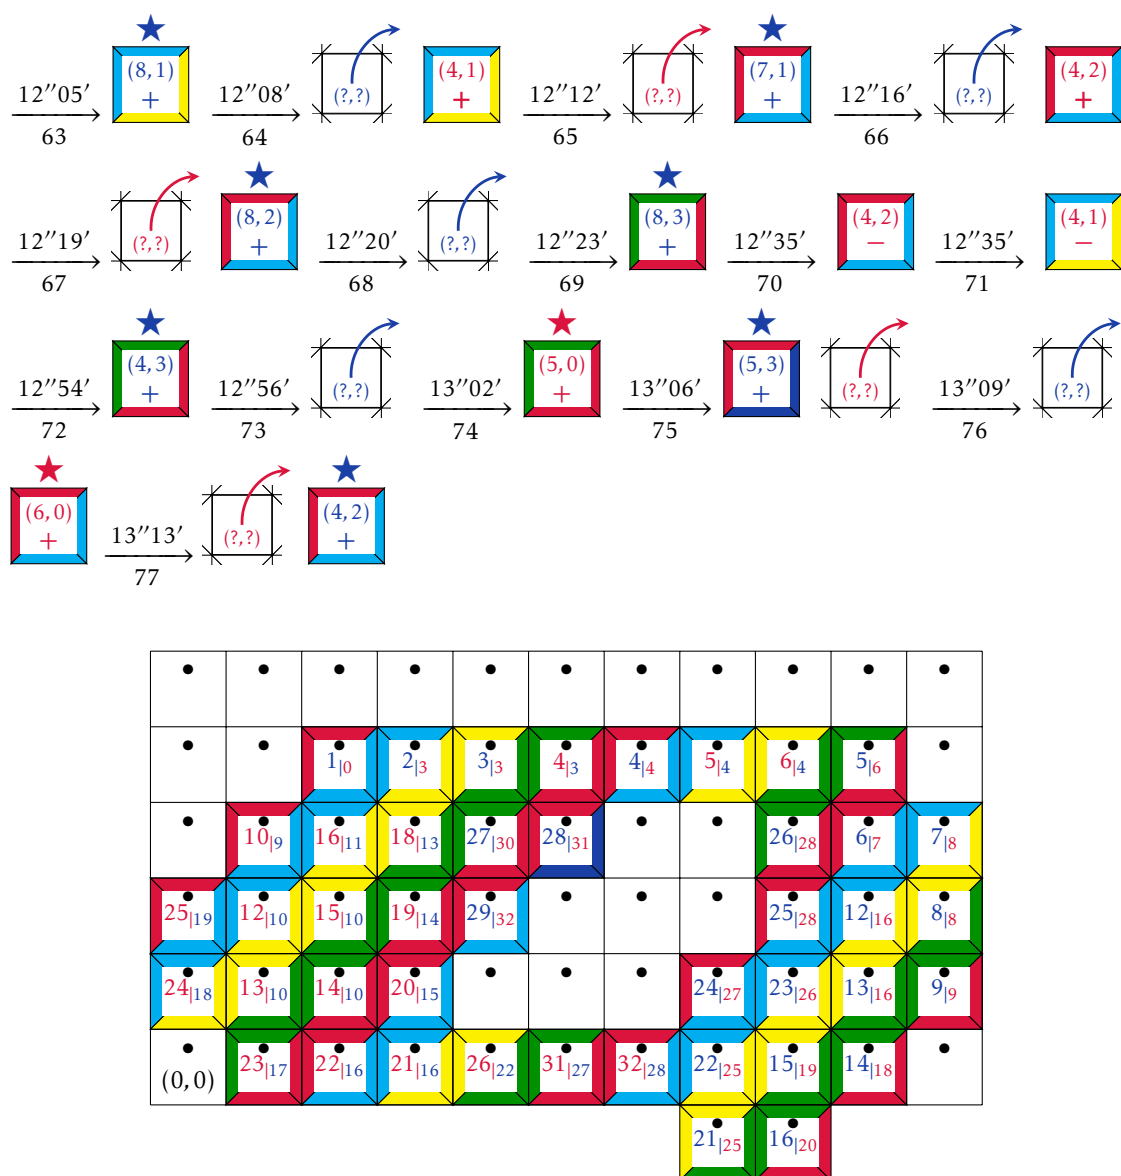 (8,1) (4,1) (7,1) (4,2)
12″05′ + 12″08′ (?,?) + 12″12′ (?,?) + 12″16′ (?,?) +
63 64 65 66
(8,2) (8,3) (4,2) (4,1)
12″19′ (?,?) + 12″20′ (?,?) 12″23′ + 12″35′ − 12″35′ −
67 68 69 70 71
(4,3) (5,0) (5,3)
12″54′ + 12″56′ (?,?) 13″02′ + 13″06′ + (?,?) 13″09′ (?,?)
72 73 74 75 76
(6,0) (4,2)
+ 13″13′ (?,?) +
77
1|0 2|3 3|3 4|3 4|4 5|4 6|4 5|6
10|9 16|11 18|13 27|30 28|31 26|28 6|7 7|8
25|19 12|10 15|10 19|14 29|32 25|28 12|16 8|8
24|18 13|10 14|10 20|15 24|27 23|26 13|16 9|9
(0,0) 23|17 22|16 21|16 26|22 31|27 32|28 22|25 15|19 14|18
21|25 16|20